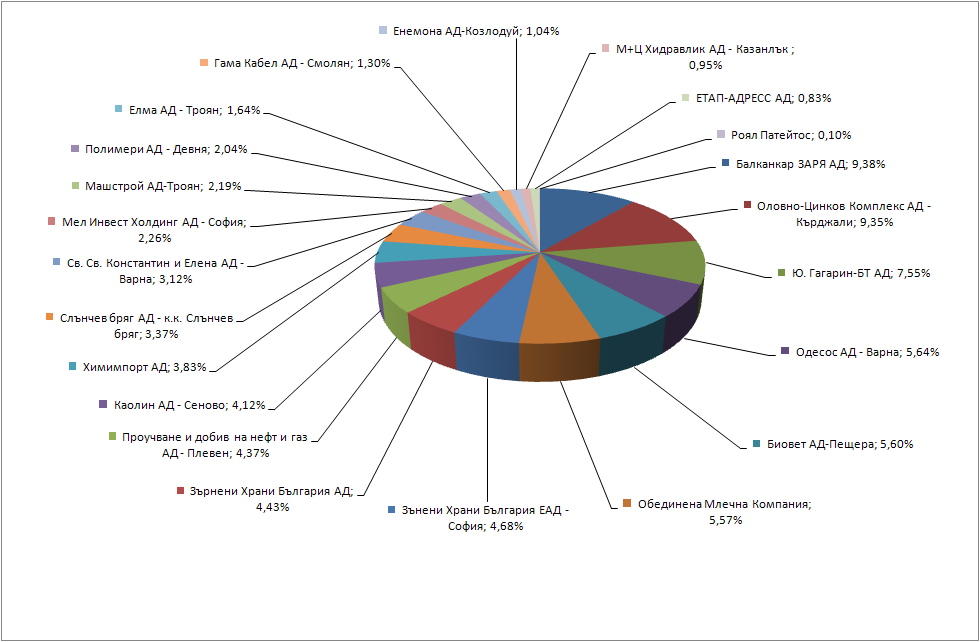 Енемона АД-Козлодуй; 1,04%
М+Ц Хидравлик АД - Казанлък ;
0,95%
Гама Кабел АД - Смолян; 1,30%
ЕТАП-АДРЕСС АД; 0,83%
Елма АД - Троян; 1,64%
Роял Патейтос; 0,10%
Полимери АД - Девня; 2,04%
Балканкар ЗАРЯ АД; 9,38%
Машстрой АД-Троян; 2,19%
Оловно-Цинков Комплекс АД -
Кърджали; 9,35%
Мел Инвест Холдинг АД - София;
2,26%
Св. Св. Константин и Елена АД -
Варна; 3,12%
Ю. Гагарин-БТ АД; 7,55%
Слънчев бряг АД - к.к. Слънчев
бряг; 3,37%
Одесос АД - Варна; 5,64%
Химимпорт АД; 3,83%
Каолин АД - Сеново; 4,12%
Проучване и добив на нефт и газ
АД - Плевен; 4,37%
Биовет АД-Пещера; 5,60%
Зърнени Храни България АД;
4,43%
Зънени Храни България ЕАД -
София; 4,68%
Обединена Млечна Компания;
5,57%